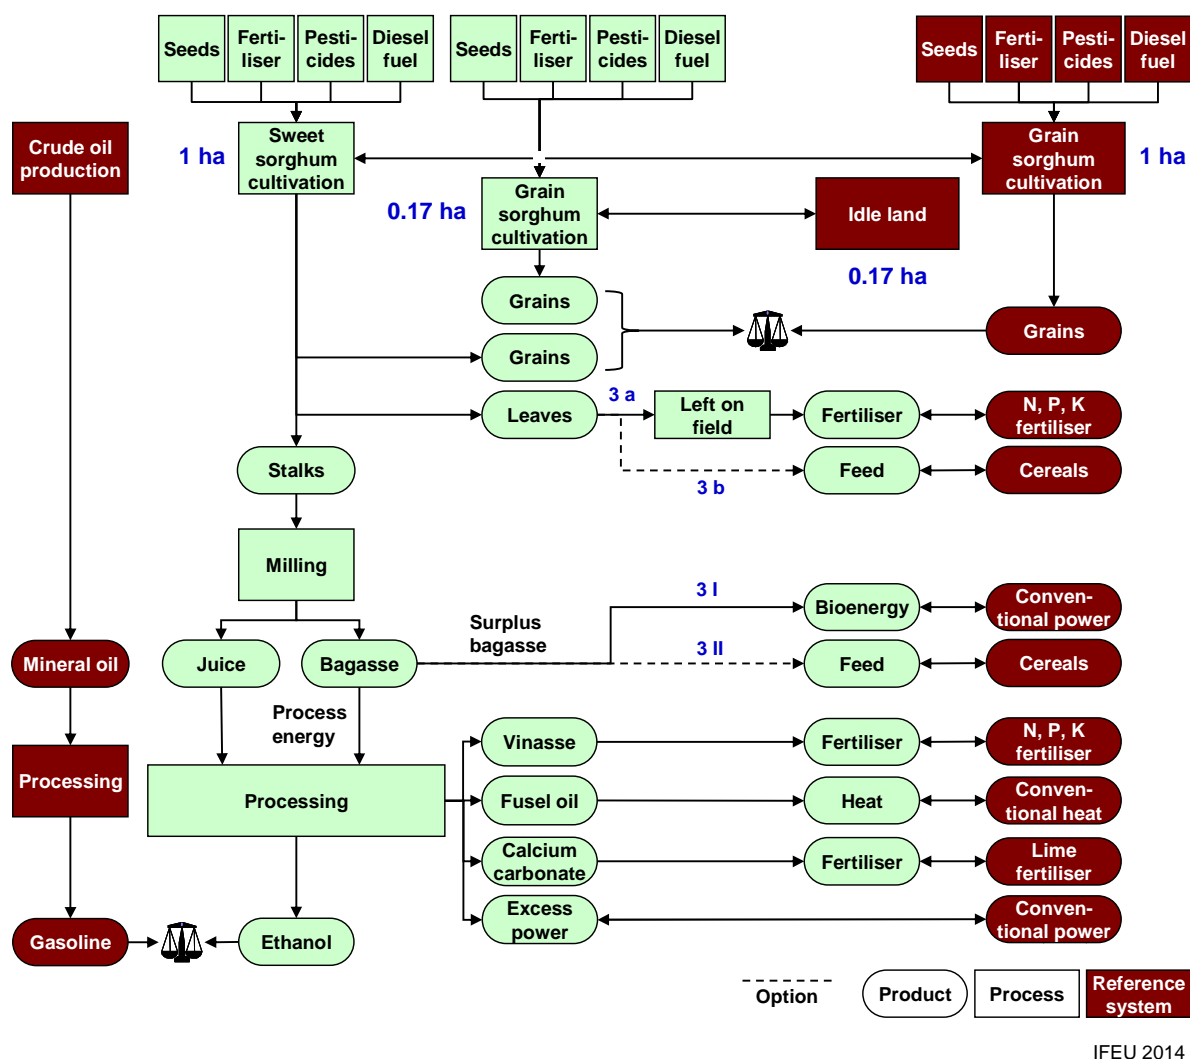 Seeds
Ferti-
liser
Pesti-
cides
Diesel
fuel
Seeds
Ferti-
liser
Pesti-
cides
Diesel
fuel
Seeds
Ferti-
liser
Pesti-
cides
Diesel
fuel
Crude oil
production
1 ha
Sweet
sorghum
cultivation
Grain
sorghum
cultivation
1 ha
0.17 ha
Grain
sorghum
cultivation
Idle land
0.17 ha
Grains
Grains
Grains
Leaves
3 a
Left on
field
Fertiliser
N, P, K
fertiliser
Stalks
3 b
Feed
Cereals
Milling
Surplus
bagasse
3 I
Bioenergy
Conven-
tional power
Mineral oil
Juice
Bagasse
3 II
Feed
Cereals
Process
energy
Vinasse
Fertiliser
N, P, K
fertiliser
Processing
Processing
Fusel oil
Heat
Conven-
tional heat
Calcium
carbonate
Fertiliser
Lime
fertiliser
Gasoline
Ethanol
Excess
power
Conven-
tional power
Option
Product
Process
Reference
system
IFEU 2014